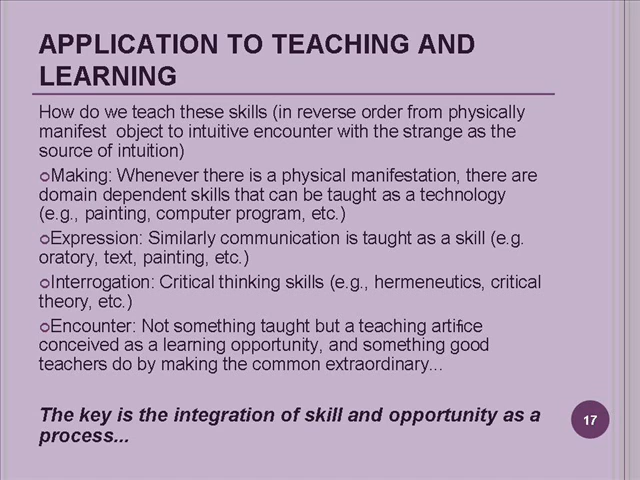 APPLICATION TO TEACHING AND
LEARNING
How do we teach these skills (in reverse order from physically
manifest object to intuitive encounter with the strange as the
source of intuition)
Making: Whenever there is a physical manifestation, there are
domain dependent skills that can be taught as a technology
(e.g., painting, computer program, etc.)
Expression: Similarly communication is taught as a skill (e.g.
oratory, text, painting, etc.)
Interrogation: Critical thinking skills (e.g., hermeneutics, critical
theory, etc.)
Encounter: Not something taught but a teaching artifice
conceived as a learning opportunity, and something good
teachers do by making the common extraordinary...
The key is the integration of skill and opportunity as a
process...
17